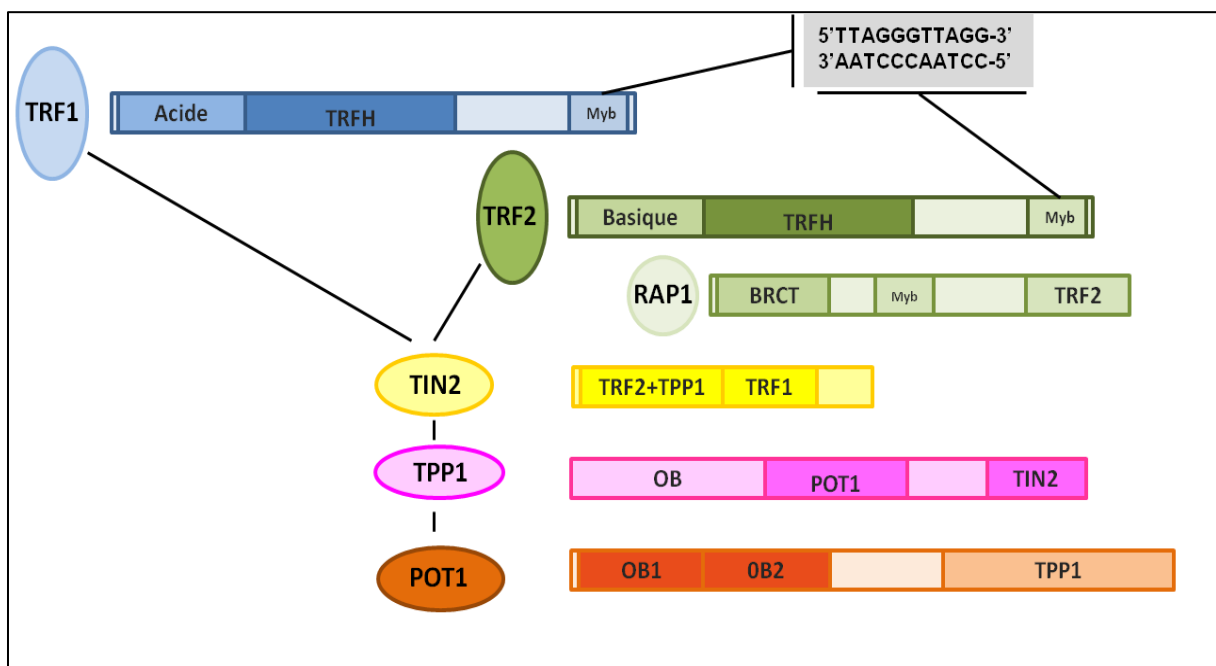 5'TTAGGGTTAGG-3'
3'AATCCCAATCC-5'
TRF1
Acide TRFH Myb
TRF2
Basique TRFH Myb
RAP1
BRCT Myb TRF2
TIN2
TRF2+TPP1 TRF1
TPP1
OB POT1 TIN2
POT1
OB1 0B2 TPP1